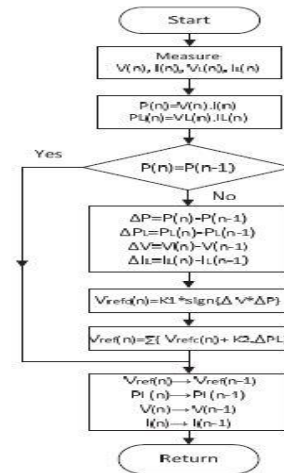 Start
Measure
V(n), I(n), VL(n), IL(n)
P(n)=V(n).I(n)
PL(n)=VL(n).IL(n)
Yes
P(n)=P(n-1)
No
ΔP=P(n)-P(n-1)
ΔPL=PL(n)-PL(n-1)
ΔV=V(n)-V(n-1)
ΔIL=IL(n)-IL(n-1)
Vrefd(n)=K1*sign{ΔV*ΔP}
Vref(n)=Σ{ Vrefc(n)+ K2.ΔPL
Vref(n)→Vref(n-1)
PL(n)→PL(n-1)
V(n)→V(n-1)
I(n)→I(n-1)
Return